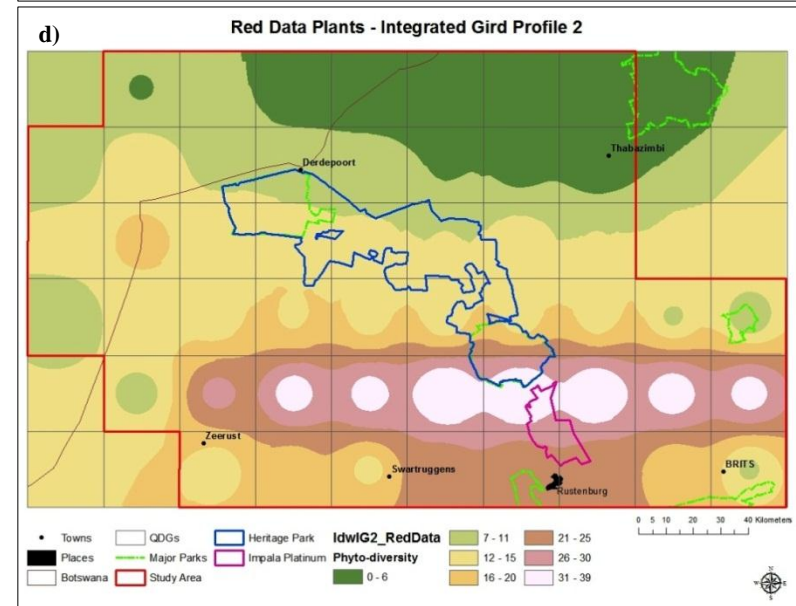 d)
Red Data Plants - Integrated Gird Profile 2
Derdepoort
Thabazimbi
Zeerust
Swartruggens
Rustenburg
BRITS
Towns
QDGs
Heritage Park
IdwIG2_RedData
7 - 11
21 - 25
0 5 10 20 30 40 Kilometers
Places
Major Parks
Impala Platinum
Phyto-diversity
12 - 15
26 - 30
Botswana
Study Area
0 - 6
16 - 20
31 - 39